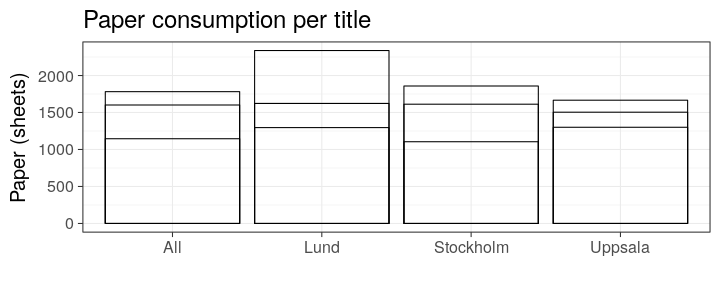 Paper consumption per title
Paper (sheets)
2000
1500
1000
500
0
All Lund Stockholm Uppsala